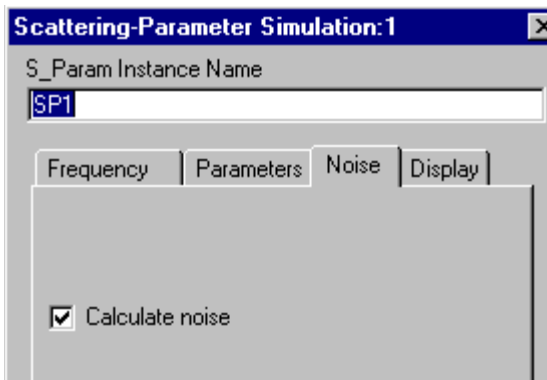 Scattering-Parameter Simulation:1
S_Param Instance Name
SP1
Frequency Parameters Noise Display
Calculate noise